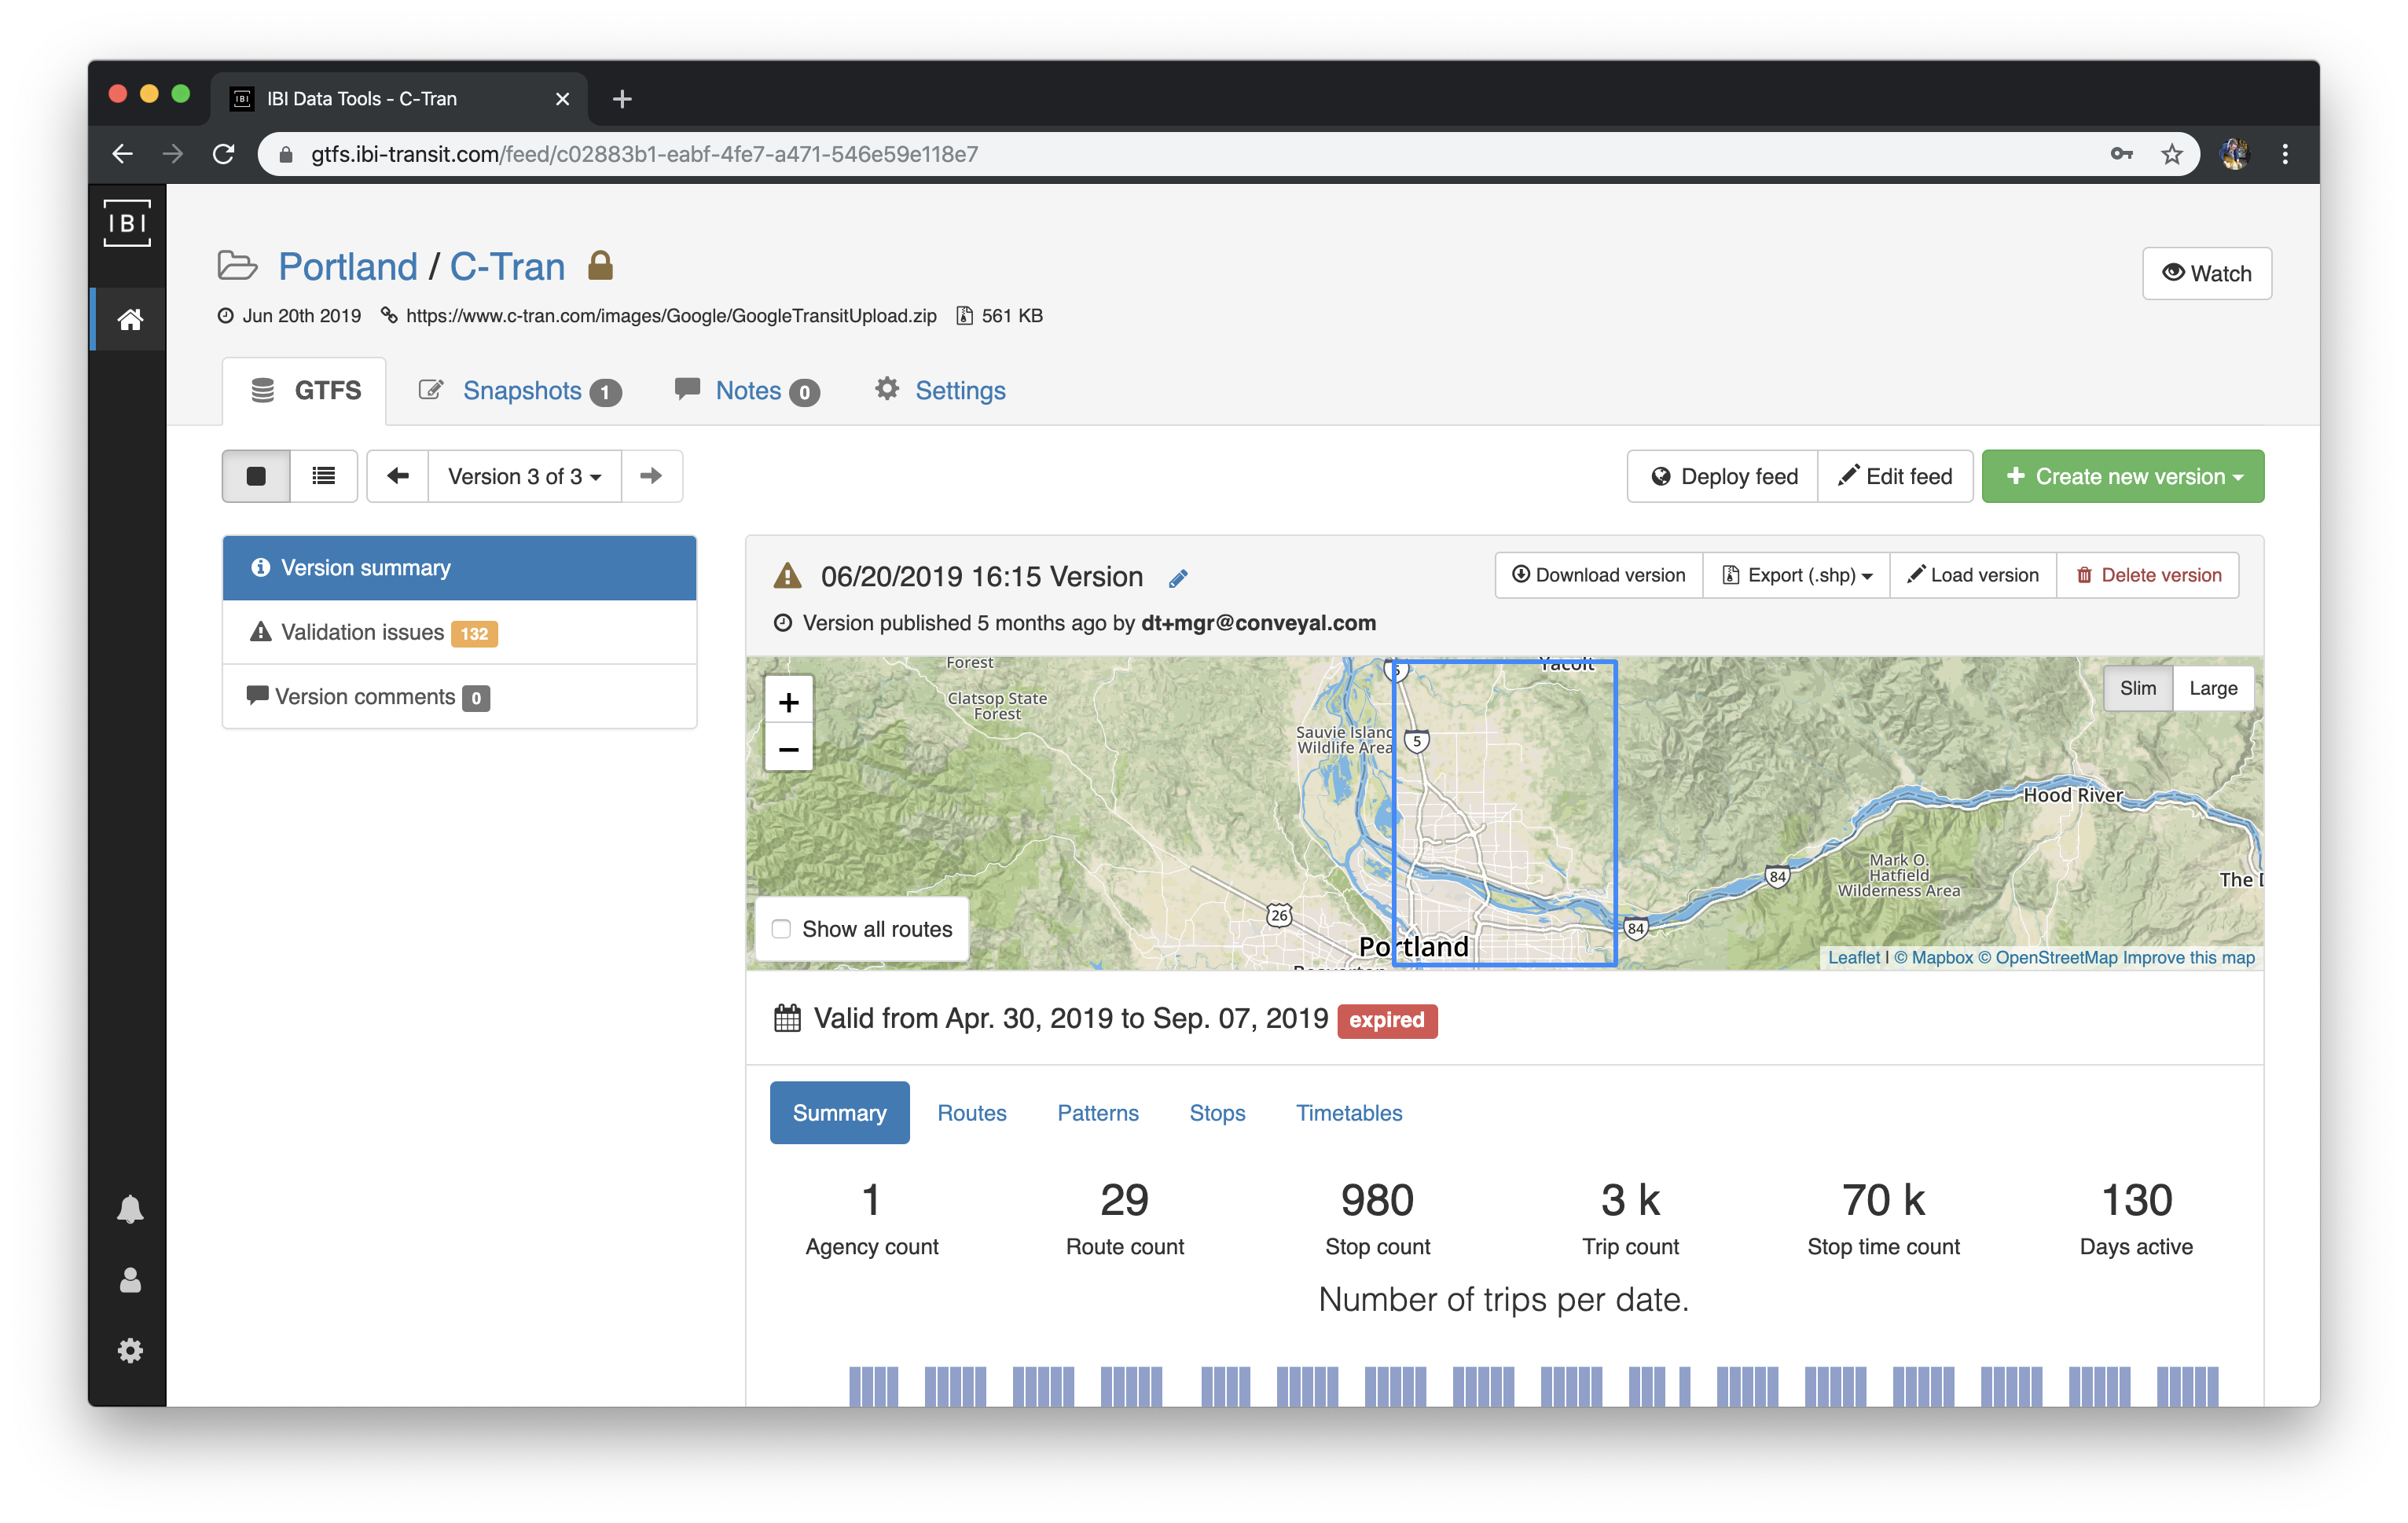 IBI Data Tools - C-Tran
gtfs.ibi-transit.com/feed/c02883b1-eabf-4fe7-a471-546e59e118e7
IBI
Portland / C-Tran
Watch
Jun 20th 2019 https://www.c-tran.com/images/Google/GoogleTransitUpload.zip 561 KB
GTFS Snapshots 1 Notes 0 Settings
Version 3 of 3 Deploy feed Edit feed Create new version
Version summary
Validation issues 132
Version comments 0
06/20/2019 16:15 Version Download version Export (.shp) Load version Delete version
Version published 5 months ago by dt+mgr@conveyal.com
+
−
Forest
Clatsop State
Forest
Sauvie Island
Wildlife Area
5
5
Yacolt
Slim Large
Hood River
Mark O.
Hatfield
Wilderness Area
84
84
26
Portland
Show all routes
Leaflet | © Mapbox © OpenStreetMap Improve this map
Valid from Apr. 30, 2019 to Sep. 07, 2019 expired
Summary Routes Patterns Stops Timetables
1 29 980 3 k 70 k 130
Agency count Route count Stop count Trip count Stop time count Days active
Number of trips per date.